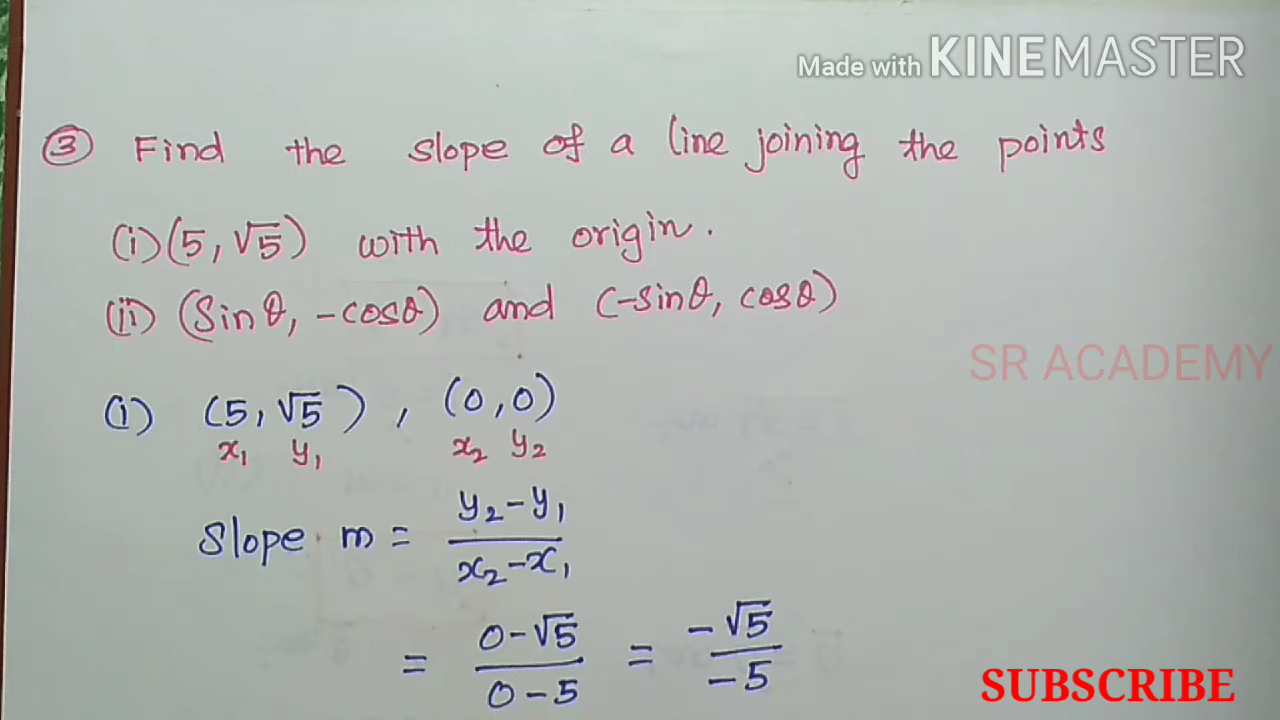 Made with KINEMASTER
③ Find the slope of a line joining the points
(i) (5, √5) with the origin.
(ii) (Sin θ, -cosθ) and (-sinθ, cosθ)
SR ACADEMY
(i) (5, √5), (0, 0)
x₁ y₁ x₂ y₂
Slope m = (y₂-y₁)/(x₂-x₁)
= (0-√5)/(0-5) = (-√5)/(-5)
SUBSCRIBE